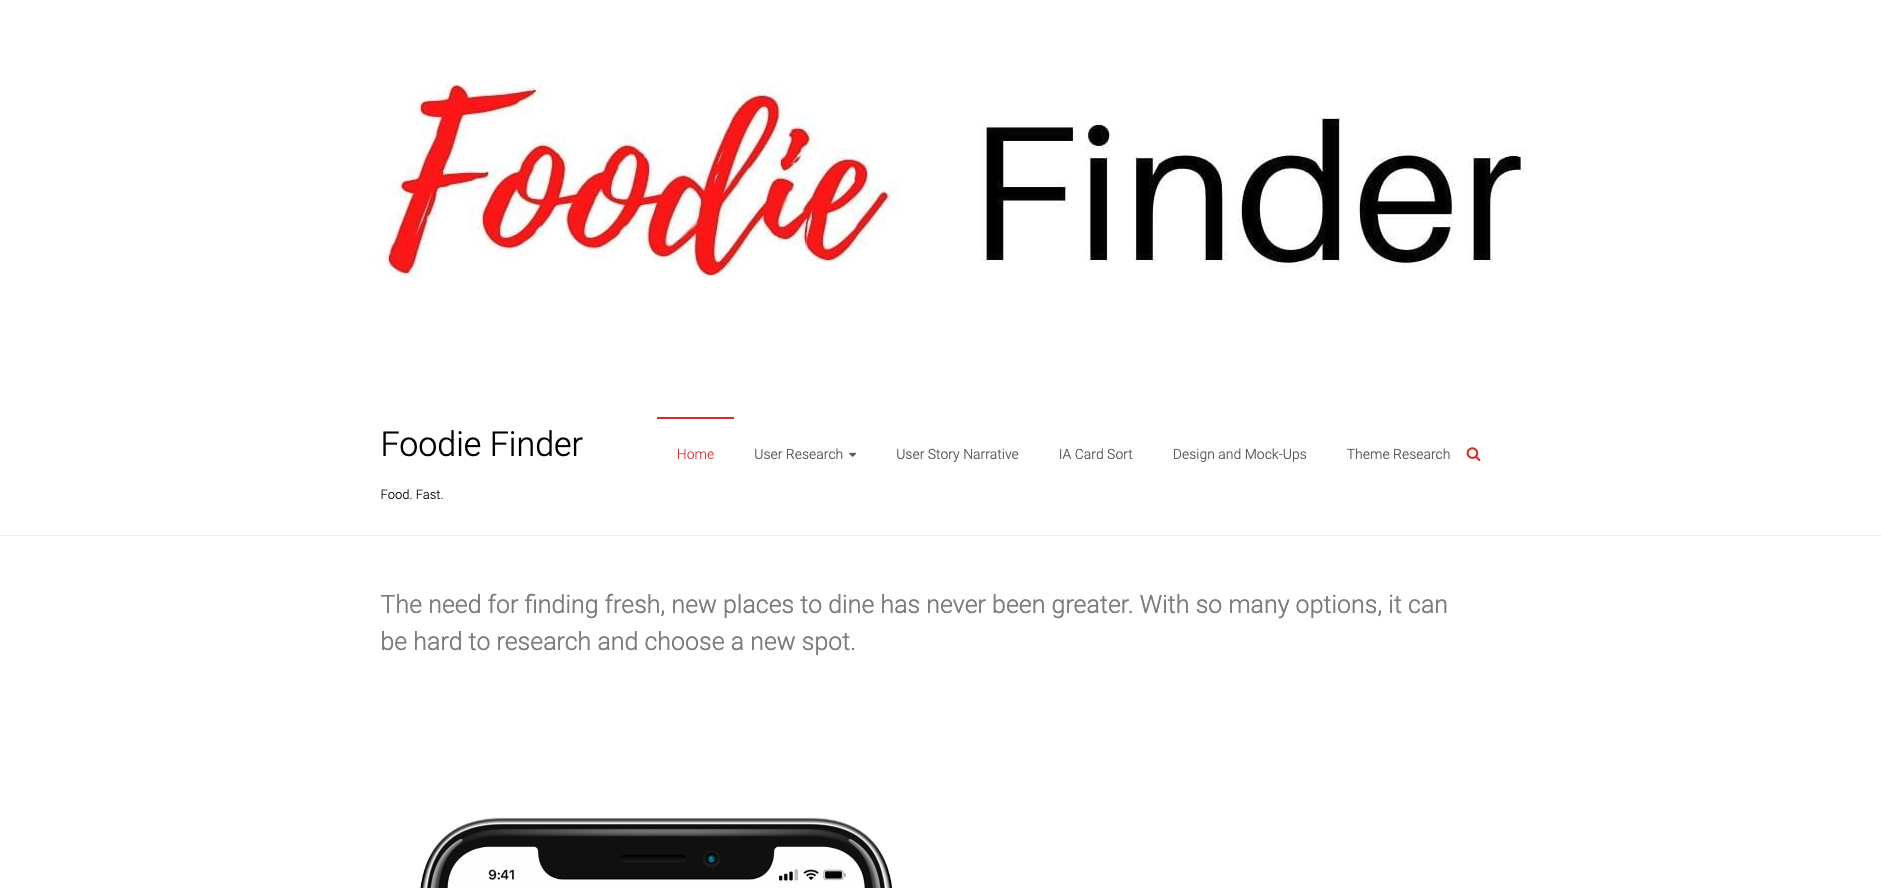 Foodie Finder
Foodie Finder
Home User Research User Story Narrative IA Card Sort Design and Mock-Ups Theme Research
Food. Fast.
The need for finding fresh, new places to dine has never been greater. With so many options, it can
be hard to research and choose a new spot.
9:41